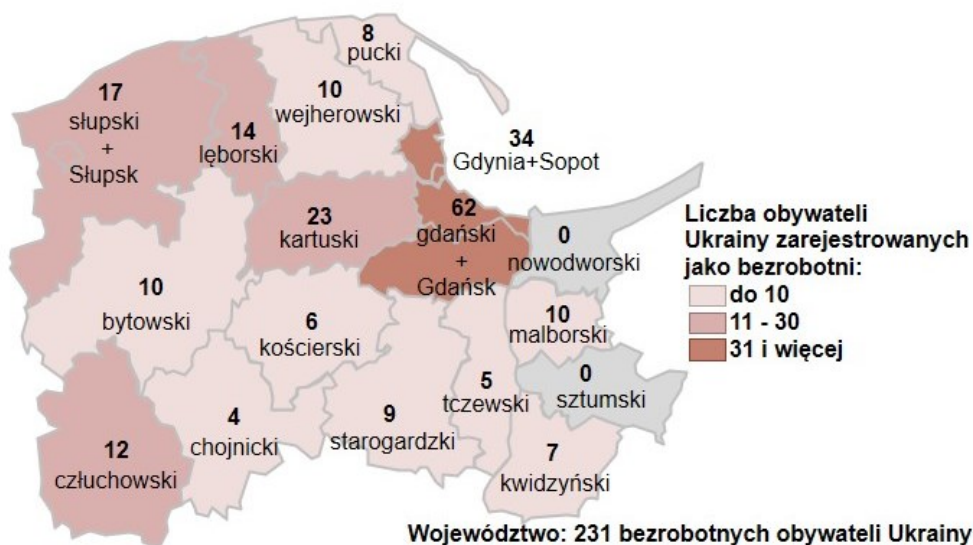 8
pucki
10
wejherowski
17
słupski
+
Słupsk
14
lęborski
34
Gdynia+Sopot
23
kartuski
62
gdański
+
Gdańsk
0
nowodworski
10
bytowski
6
kościerski
10
malborski
0
sztumski
5
tczewski
4
chojnicki
9
starogardzki
12
człuchowski
7
kwidzyński
Liczba obywateli
Ukrainy zarejestrowanych
jako bezrobotni:
do 10
11 - 30
31 i więcej
Województwo: 231 bezrobotnych obywateli Ukrainy